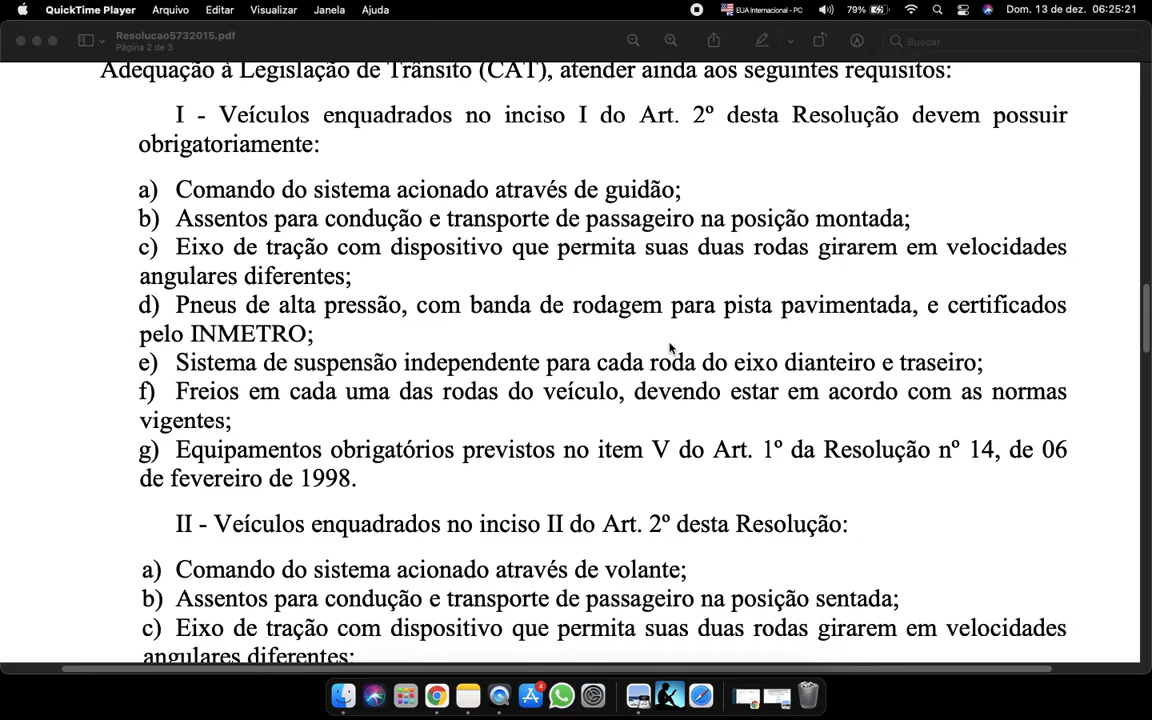 QuickTime Player Arquivo Editar Visualizar Janela Ajuda EUA Internacional - PC 79% Dom. 13 de dez. 06:25:21
Resolucao5732015.pdf
Página 2 de 3
Buscar
Adequação à Legislação de Trânsito (CAT), atender ainda aos seguintes requisitos:
I - Veículos enquadrados no inciso I do Art. 2º desta Resolução devem possuir
obrigatoriamente:
a) Comando do sistema acionado através de guidão;
b) Assentos para condução e transporte de passageiro na posição montada;
c) Eixo de tração com dispositivo que permita suas duas rodas girarem em velocidades
angulares diferentes;
d) Pneus de alta pressão, com banda de rodagem para pista pavimentada, e certificados
pelo INMETRO;
e) Sistema de suspensão independente para cada roda do eixo dianteiro e traseiro;
f) Freios em cada uma das rodas do veículo, devendo estar em acordo com as normas
vigentes;
g) Equipamentos obrigatórios previstos no item V do Art. 1º da Resolução nº 14, de 06
de fevereiro de 1998.
II - Veículos enquadrados no inciso II do Art. 2º desta Resolução:
a) Comando do sistema acionado através de volante;
b) Assentos para condução e transporte de passageiro na posição sentada;
c) Eixo de tração com dispositivo que permita suas duas rodas girarem em velocidades
angulares diferentes;
4